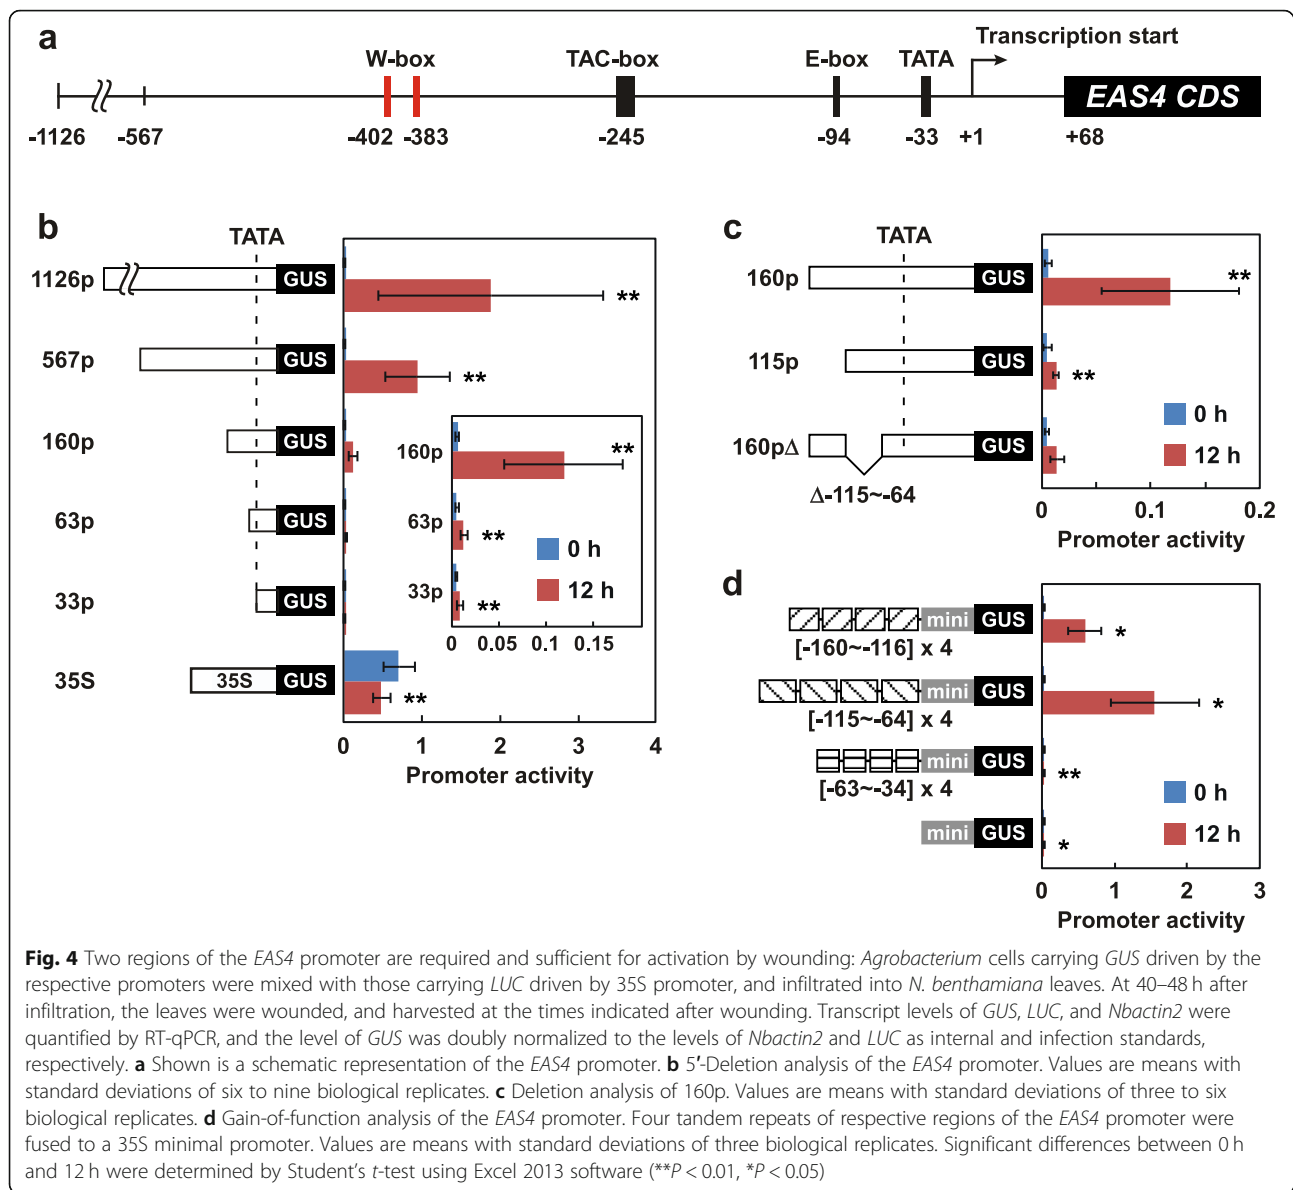 a
W-box TAC-box E-box TATA Transcription start
EAS4 CDS
-1126 -567 -402 -383 -245 -94 -33 +1 +68
b
TATA
1126p GUS **
567p GUS **
160p GUS
63p GUS
33p GUS
35S 35S GUS **
0 1 2 3 4
Promoter activity
160p **
63p **
33p **
0 h
12 h
0 0.05 0.1 0.15
c
TATA
160p GUS **
115p GUS **
160pΔ GUS
Δ-115~-64
0 h
12 h
0 0.1 0.2
Promoter activity
d
mini GUS *
[-160~-116] x 4
mini GUS *
[-115~-64] x 4
mini GUS **
[-63~-34] x 4
mini GUS *
0 h
12 h
0 1 2 3
Promoter activity
Fig. 4 Two regions of the EAS4 promoter are required and sufficient for activation by wounding: Agrobacterium cells carrying GUS driven by the
respective promoters were mixed with those carrying LUC driven by 35S promoter, and infiltrated into N. benthamiana leaves. At 40–48 h after
infiltration, the leaves were wounded, and harvested at the times indicated after wounding. Transcript levels of GUS, LUC, and Nbactin2 were
quantified by RT-qPCR, and the level of GUS was doubly normalized to the levels of Nbactin2 and LUC as internal and infection standards,
respectively. a Shown is a schematic representation of the EAS4 promoter. b 5′-Deletion analysis of the EAS4 promoter. Values are means with
standard deviations of six to nine biological replicates. c Deletion analysis of 160p. Values are means with standard deviations of three to six
biological replicates. d Gain-of-function analysis of the EAS4 promoter. Four tandem repeats of respective regions of the EAS4 promoter were
fused to a 35S minimal promoter. Values are means with standard deviations of three biological replicates. Significant differences between 0 h
and 12 h were determined by Student's t-test using Excel 2013 software (**P < 0.01, *P < 0.05)